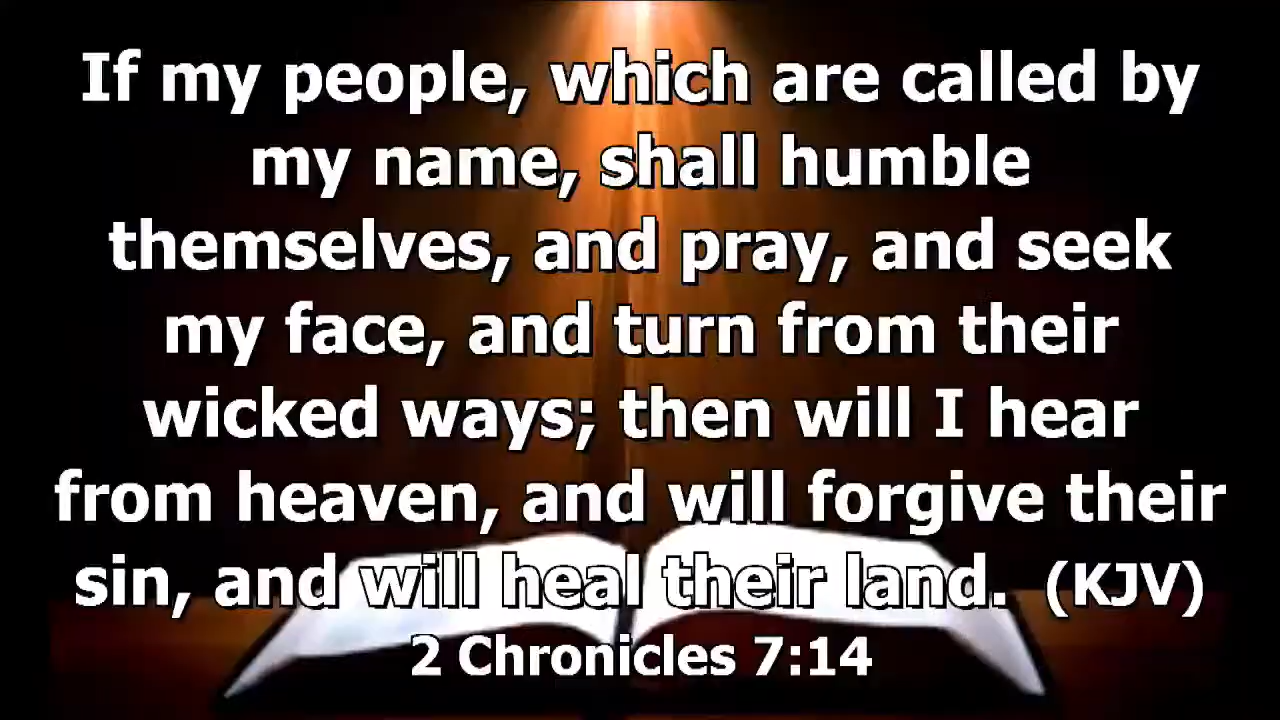 If my people, which are called by
my name, shall humble
themselves, and pray, and seek
my face, and turn from their
wicked ways; then will I hear
from heaven, and will forgive their
sin, and will heal their land. (KJV)
2 Chronicles 7:14